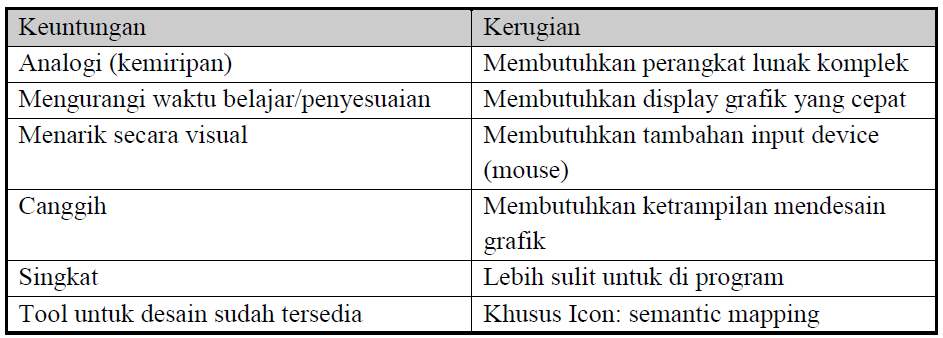 Keuntungan
Kerugian
Analogi (kemiripan)
Membutuhkan perangkat lunak komplek
Mengurangi waktu belajar/penyesuaian
Membutuhkan display grafik yang cepat
Menarik secara visual
Membutuhkan tambahan input device
(mouse)
Canggih
Membutuhkan ketrampilan mendesain
grafik
Singkat
Lebih sulit untuk di program
Tool untuk desain sudah tersedia
Khusus Icon: semantic mapping